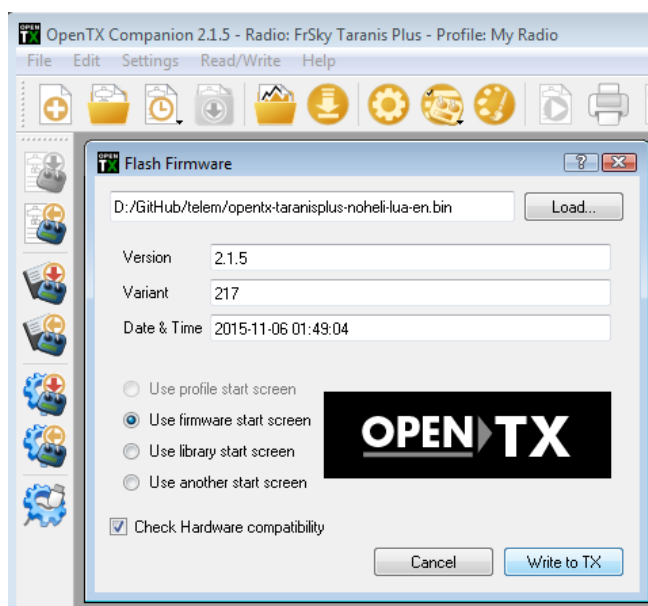 OpenTX Companion 2.1.5 - Radio: FrSky Taranis Plus - Profile: My Radio
File Edit Settings Read/Write Help
Flash Firmware
D:/GitHub/telem/opentx-taranisplus-noheli-lua-en.bin Load...
Version 2.1.5
Variant 217
Date & Time 2015-11-06 01:49:04
Use profile start screen
Use firmware start screen
Use library start screen
Use another start screen
OPENTX
Check Hardware compatibility
Cancel Write to TX